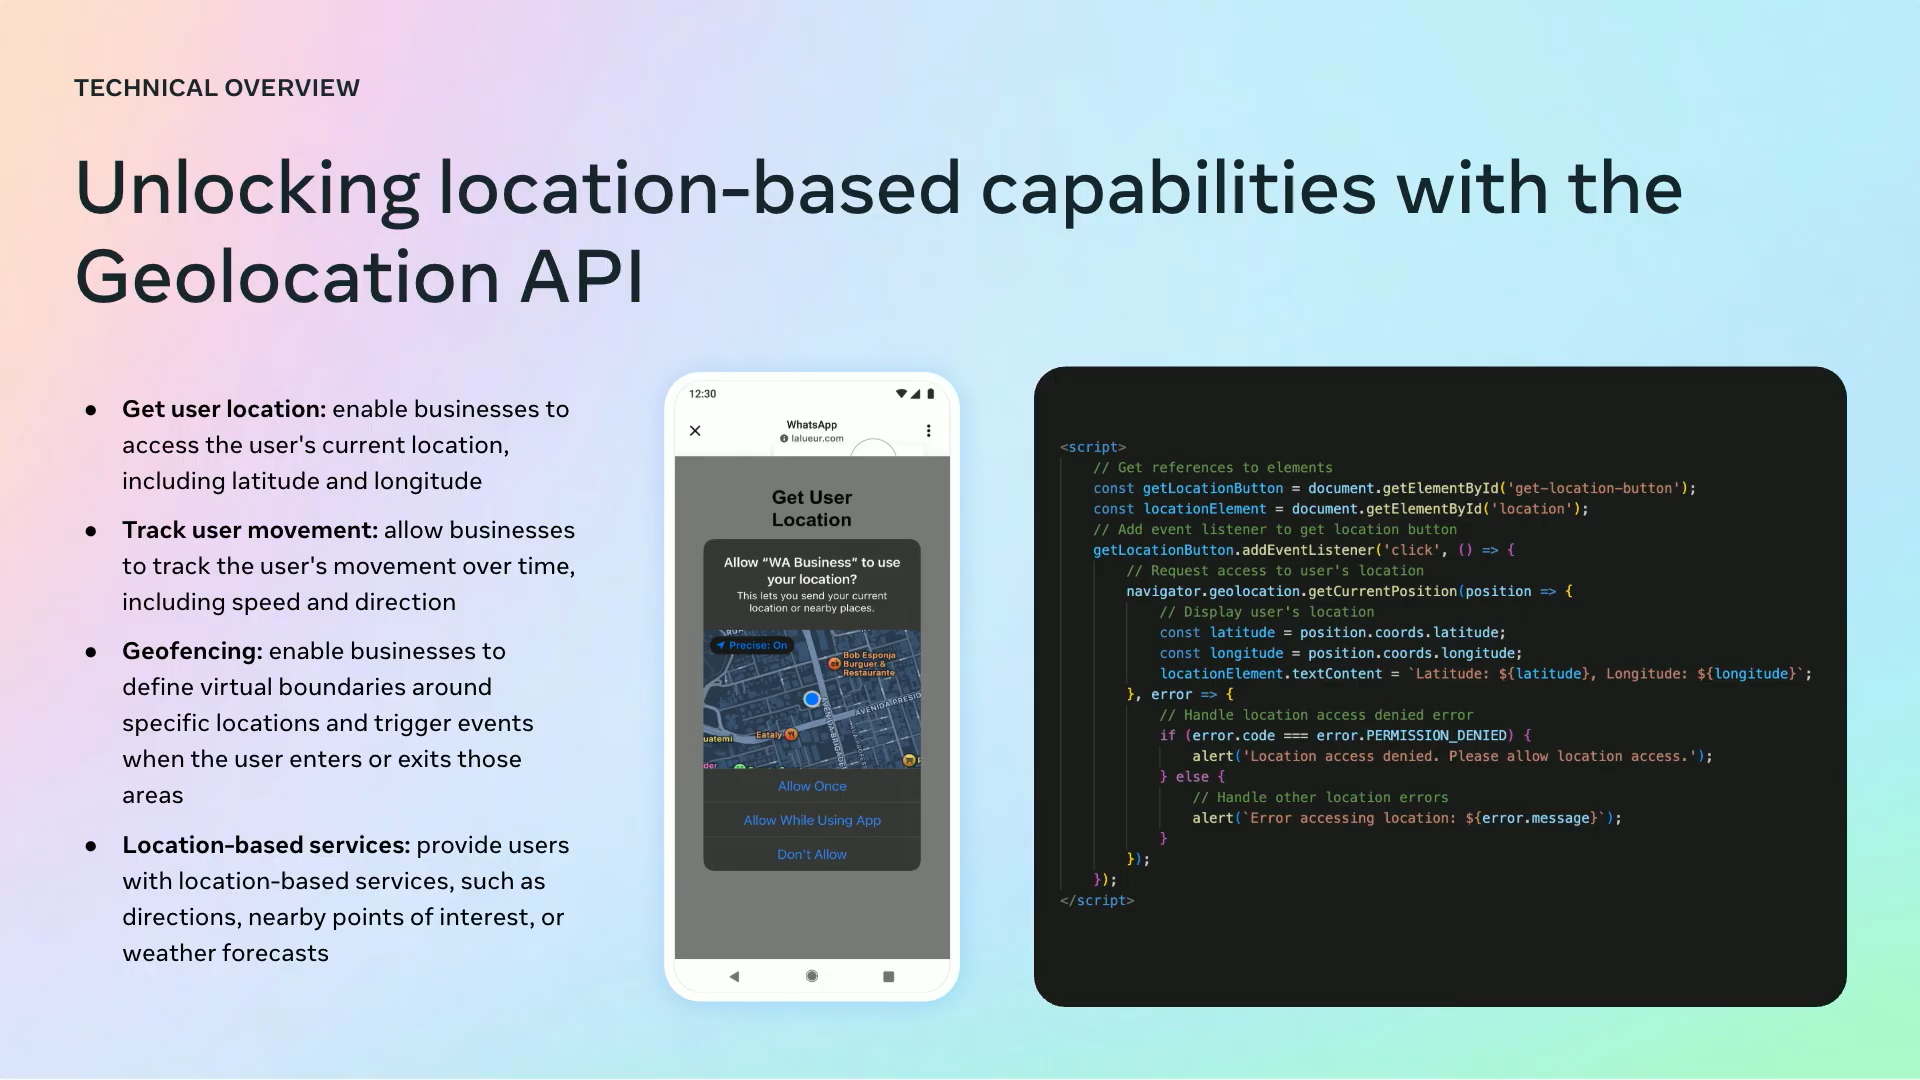 TECHNICAL OVERVIEW
Unlocking location-based capabilities with the
Geolocation API
● Get user location: enable businesses to
access the user's current location,
including latitude and longitude
● Track user movement: allow businesses
to track the user's movement over time,
including speed and direction
● Geofencing: enable businesses to
define virtual boundaries around
specific locations and trigger events
when the user enters or exits those
areas
● Location-based services: provide users
with location-based services, such as
directions, nearby points of interest, or
weather forecasts
12:30
WhatsApp
lalueur.com
Get User
Location
Allow “WA Business” to use
your location?
This lets you send your current
location or nearby places.
Precise: On
Bob Esponja
Burguer &
Restaurante
AVENIDA PRESID
AVENIDA BRIGADE
Eataly
uatemi
der
Allow Once
Allow While Using App
Don't Allow
<script>
// Get references to elements
const getLocationButton = document.getElementById('get-location-button');
const locationElement = document.getElementById('location');
// Add event listener to get location button
getLocationButton.addEventListener('click', () => {
// Request access to user's location
navigator.geolocation.getCurrentPosition(position => {
// Display user's location
const latitude = position.coords.latitude;
const longitude = position.coords.longitude;
locationElement.textContent = `Latitude: ${latitude}, Longitude: ${longitude}`;
}, error => {
// Handle location access denied error
if (error.code === error.PERMISSION_DENIED) {
alert('Location access denied. Please allow location access.');
} else {
// Handle other location errors
alert(`Error accessing location: ${error.message}`);
}
});
});
</script>